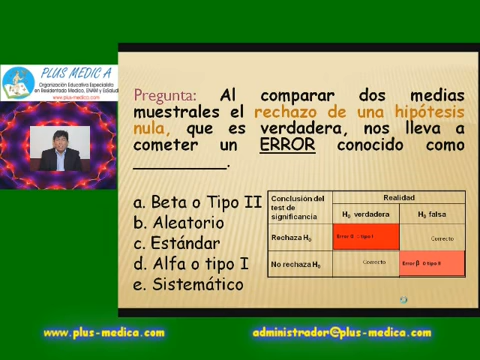 PLUS MEDIC A
Organización Educativa Especialista
en Residentado Médico, ENAM y EsSalud
www.plus-medica.com
Pregunta: Al comparar dos medias
muestrales el rechazo de una hipótesis
nula, que es verdadera, nos lleva a
cometer un ERROR conocido como
__________.
a. Beta o Tipo II
b. Aleatorio
c. Estándar
d. Alfa o tipo I
e. Sistemático
Conclusión del test de significancia
Realidad
H0 verdadera
H0 falsa
Rechaza H0
Error
tipo I
Correcto
No rechaza H0
Correcto
Error β o tipo II
www.plus-medica.com
administrador@plus-medica.com